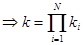 ⇒ k = ∏_{i=1}^{N} k_i